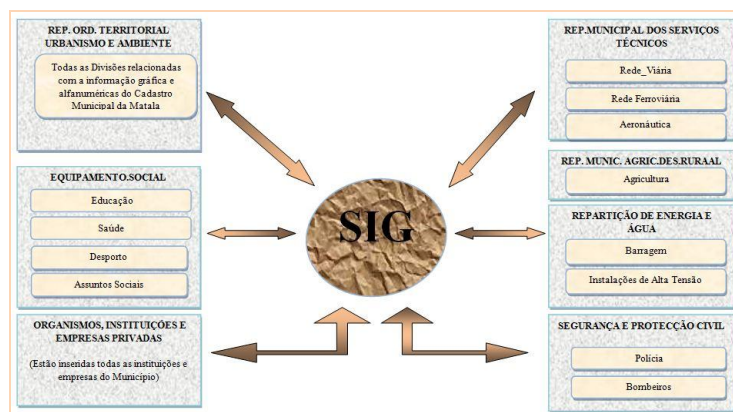 REP. ORD. TERRITORIAL
URBANISMO E AMBIENTE
Todas as Divisões relacionadas
com a informação gráfica e
alfanuméricas do Cadastro
Municipal da Matala
EQUIPAMENTO.SOCIAL
Educação
Saúde
Desporto
Assuntos Sociais
ORGANISMOS, INSTITUIÇÕES E
EMPRESAS PRIVADAS
(Estão inseridas todas as instituições e
empresas do Município)
SIG
REP.MUNICIPAL DOS SERVIÇOS
TÉCNICOS
Rede_Viária
Rede Ferroviária
Aeronáutica
REP. MUNIC. AGRIC.DES.RURAAL
Agricultura
REPARTIÇÃO DE ENERGIA E
ÁGUA
Barragem
Instalações de Alta Tensão
SEGURANÇA E PROTECÇÃO CIVIL
Polícia
Bombeiros